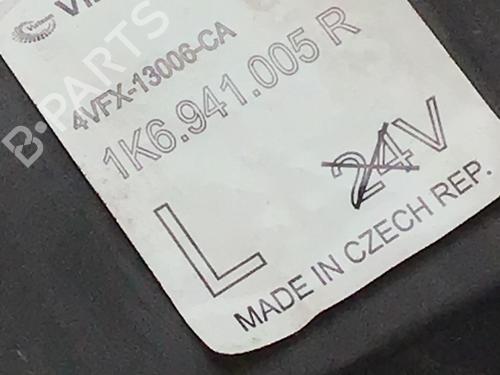 4VFX-13006-CA
1K6.941.005 R
L 24V
MADE IN CZECH REP.
B-PARTS